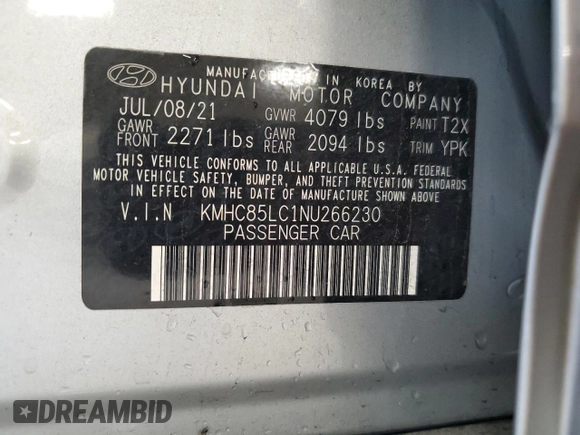 MANUFACTURED IN KOREA BY
HYUNDAI MOTOR COMPANY
JUL/08/21 GVWR 4079 lbs PAINT T2X
GAWR FRONT 2271 lbs GAWR REAR 2094 lbs TRIM YPK
THIS VEHICLE CONFORMS TO ALL APPLICABLE U.S.A. FEDERAL
MOTOR VEHICLE SAFETY, BUMPER, AND THEFT PREVENTION STANDARDS
IN EFFECT ON THE DATE OF MANUFACTURE SHOWN ABOVE.
V.I.N KMHC85LC1NU266230
PASSENGER CAR
DREAMBID